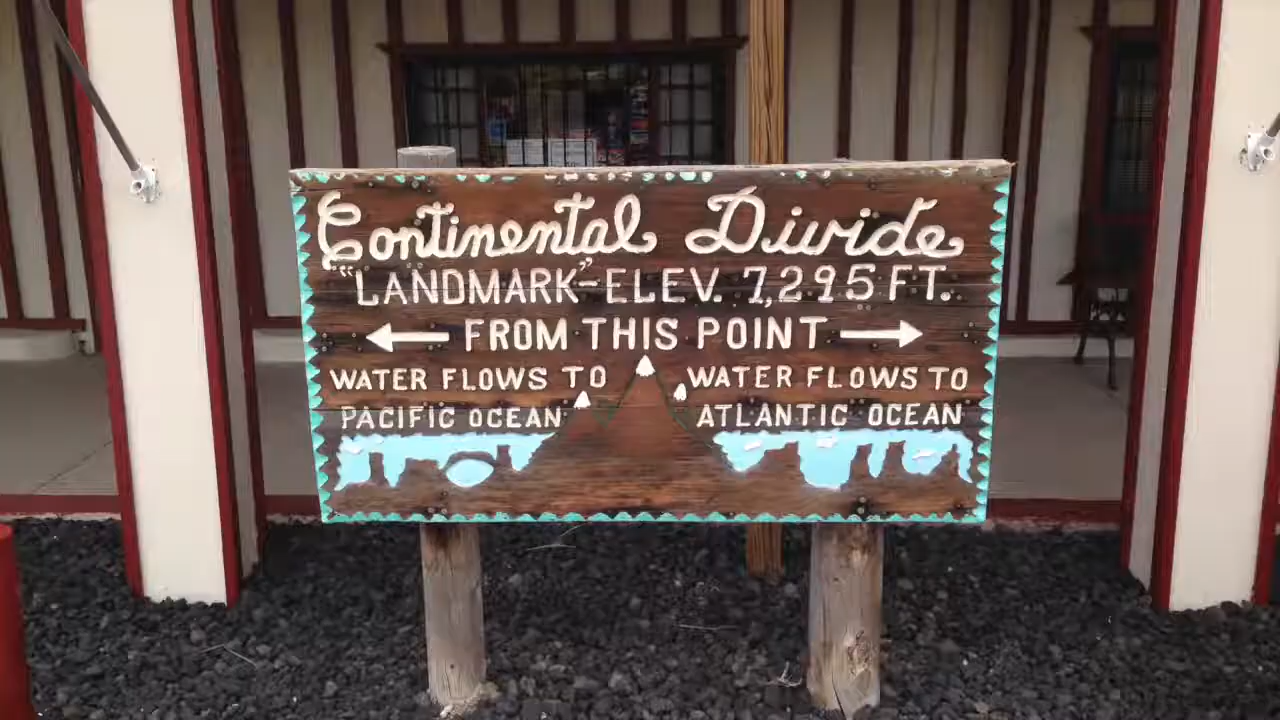 Continental Divide
"LANDMARK"-ELEV. 7,295 FT.
FROM THIS POINT
WATER FLOWS TO WATER FLOWS TO
PACIFIC OCEAN ATLANTIC OCEAN